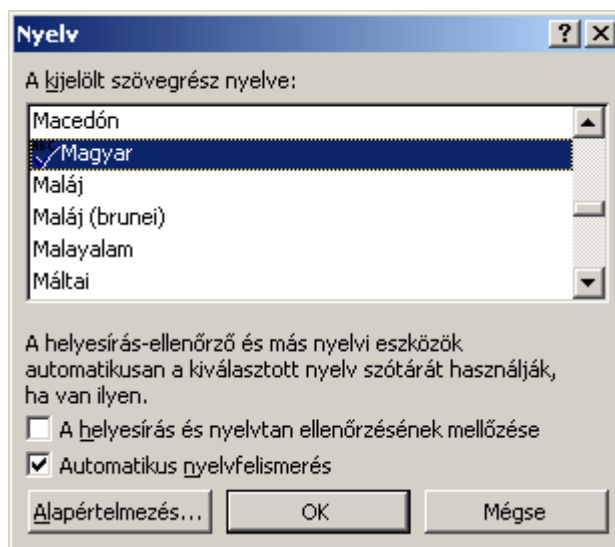 Nyelv
A kijelölt szövegrész nyelve:
Macedón
ABC Magyar
Maláj
Maláj (brunei)
Malayalam
Máltai
A helyesírás-ellenőrző és más nyelvi eszközök
automatikusan a kiválasztott nyelv szótárát használják,
ha van ilyen.
A helyesírás és nyelvtan ellenőrzésének mellőzése
Automatikus nyelvfelismerés
Alapértelmezés... OK Mégse